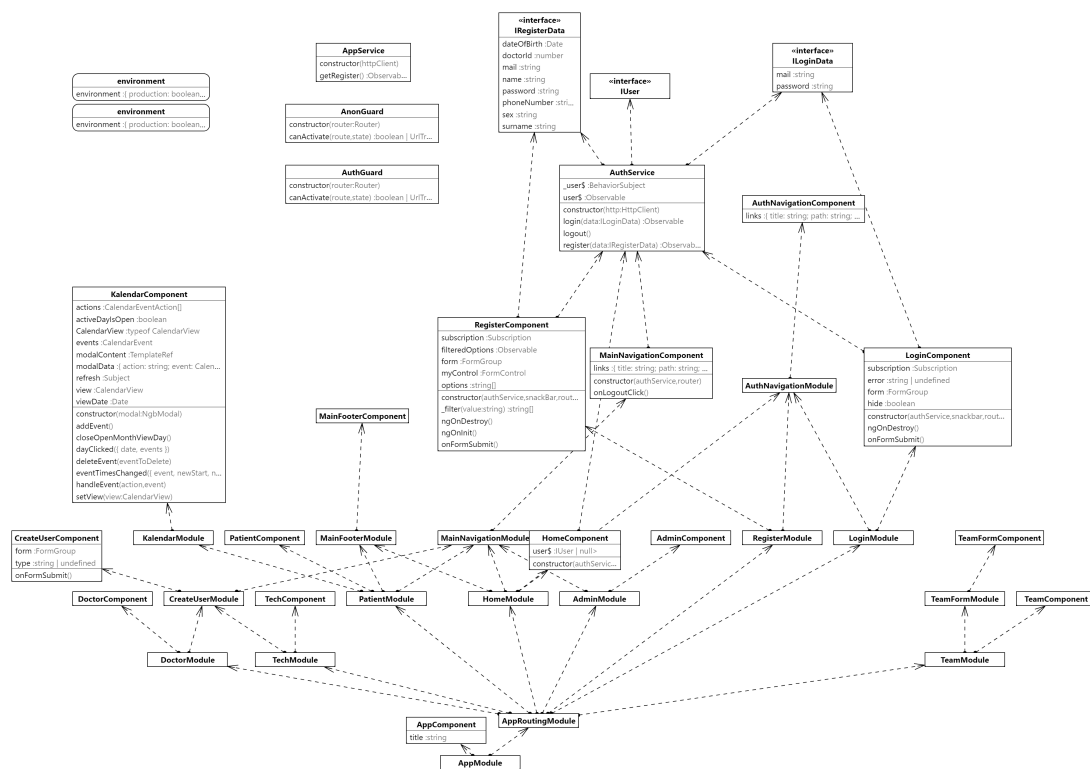 «interface»
IRegisterData
dateOfBirth :Date
doctorId :number
mail :string
name :string
password :string
phoneNumber :stri...
sex :string
surname :string
AppService
constructor(httpClient)
getRegister() :Observab...
«interface»
ILoginData
mail :string
password :string
environment
environment :{ production: boolean...
environment
environment :{ production: boolean...
«interface»
IUser
AnonGuard
constructor(router:Router)
canActivate(route,state) :boolean | UrlTr...
AuthGuard
constructor(router:Router)
canActivate(route,state) :boolean | UrlTr...
AuthService
_user$ :BehaviorSubject
user$ :Observable
constructor(http:HttpClient)
login(data:ILoginData) :Observable
logout()
register(data:IRegisterData) :Observab...
AuthNavigationComponent
links :{ title: string; path: string; ...
KalendarComponent
actions :CalendarEventAction[]
activeDayIsOpen :boolean
CalendarView :typeof CalendarView
events :CalendarEvent
modalContent :TemplateRef
modalData :{ action: string; event: Calen...
refresh :Subject
view :CalendarView
viewDate :Date
constructor(modal:NgbModal)
addEvent()
closeOpenMonthViewDay()
dayClicked({ date, events })
deleteEvent(eventToDelete)
eventTimesChanged({ event, newStart, n...
handleEvent(action,event)
setView(view:CalendarView)
RegisterComponent
subscription :Subscription
filteredOptions :Observable
form :FormGroup
myControl :FormControl
options :string[]
constructor(authService,snackBar,rout...
_filter(value:string) :string[]
ngOnDestroy()
ngOnInit()
onFormSubmit()
MainNavigationComponent
links :{ title: string; path: string; ...
constructor(authService,router)
onLogoutClick()
LoginComponent
subscription :Subscription
error :string | undefined
form :FormGroup
hide :boolean
constructor(authService,snackbar,rout...
ngOnDestroy()
onFormSubmit()
AuthNavigationModule
MainFooterComponent
CreateUserComponent
form :FormGroup
type :string | undefined
onFormSubmit()
KalendarModule
PatientComponent
MainFooterModule
MainNavigationModule
HomeComponent
user$ :IUser | null>
constructor(authServic...
AdminComponent
RegisterModule
LoginModule
TeamFormComponent
DoctorComponent
CreateUserModule
TechComponent
PatientModule
HomeModule
AdminModule
TeamFormModule
TeamComponent
DoctorModule
TechModule
TeamModule
AppComponent
title :string
AppRoutingModule
AppModule